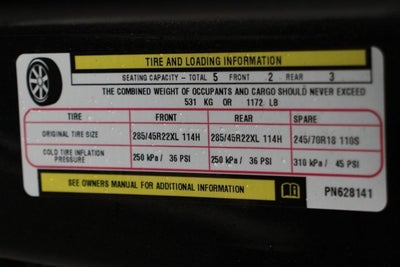 TIRE AND LOADING INFORMATION
SEATING CAPACITY - TOTAL 5 FRONT 2 REAR 3
THE COMBINED WEIGHT OF OCCUPANTS AND CARGO SHOULD NEVER EXCEED
531 KG OR 1172 LB
TIRE FRONT REAR SPARE
ORIGINAL TIRE SIZE 285/45R22XL 114H 285/45R22XL 114H 245/70R18 110S
COLD TIRE INFLATION PRESSURE 250 kPa / 36 PSI 250 kPa / 36 PSI 310 kPa / 45 PSI
SEE OWNERS MANUAL FOR ADDITIONAL INFORMATION PN628141